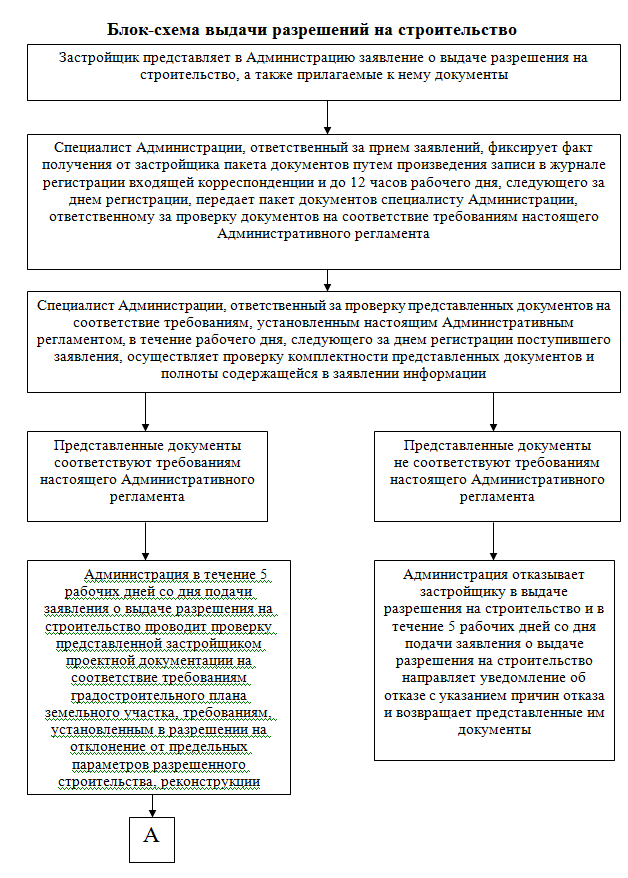 Блок-схема выдачи разрешений на строительство
Застройщик представляет в Администрацию заявление о выдаче разрешения на
строительство, а также прилагаемые к нему документы
Специалист Администрации, ответственный за прием заявлений, фиксирует факт
получения от застройщика пакета документов путем произведения записи в журнале
регистрации входящей корреспонденции и до 12 часов рабочего дня, следующего за
днем регистрации, передает пакет документов специалисту Администрации,
ответственному за проверку документов на соответствие требованиям настоящего
Административного регламента
Специалист Администрации, ответственный за проверку представленных документов на
соответствие требованиям, установленным настоящим Административным
регламентом, в течение рабочего дня, следующего за днем регистрации поступившего
заявления, осуществляет проверку комплектности представленных документов и
полноты содержащейся в заявлении информации
Представленные документы
соответствуют требованиям
настоящего Административного
регламента
Представленные документы
не соответствуют требованиям
настоящего Административного
регламента
Администрация в течение 5
рабочих дней со дня подачи
заявления о выдаче разрешения на
строительство проводит проверку
представленной застройщиком
проектной документации на
соответствие требованиям
градостроительного плана
земельного участка, требованиям,
установленным в разрешении на
отклонение от предельных
параметров разрешенного
строительства, реконструкции
Администрация отказывает
застройщику в выдаче
разрешения на строительство и в
течение 5 рабочих дней со дня
подачи заявления о выдаче
разрешения на строительство
направляет уведомление об
отказе с указанием причин отказа
и возвращает представленные им
документы
А